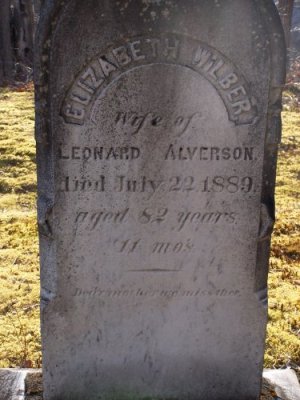 ELIZABETH WILBER
Wife of
LEONARD ALVERSON
Died July 22 1889
aged 82 years
11 mos